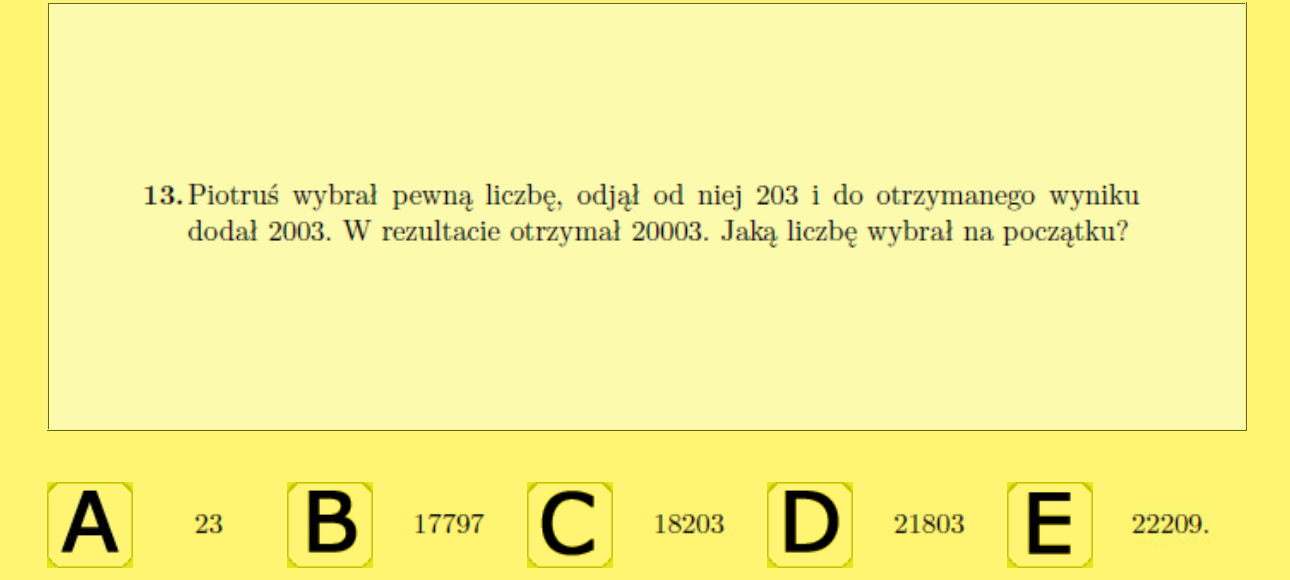 13. Piotruś wybrał pewną liczbę, odjął od niej 203 i do otrzymanego wyniku
dodał 2003. W rezultacie otrzymał 20003. Jaką liczbę wybrał na początku?
A 23 B 17797 C 18203 D 21803 E 22209.